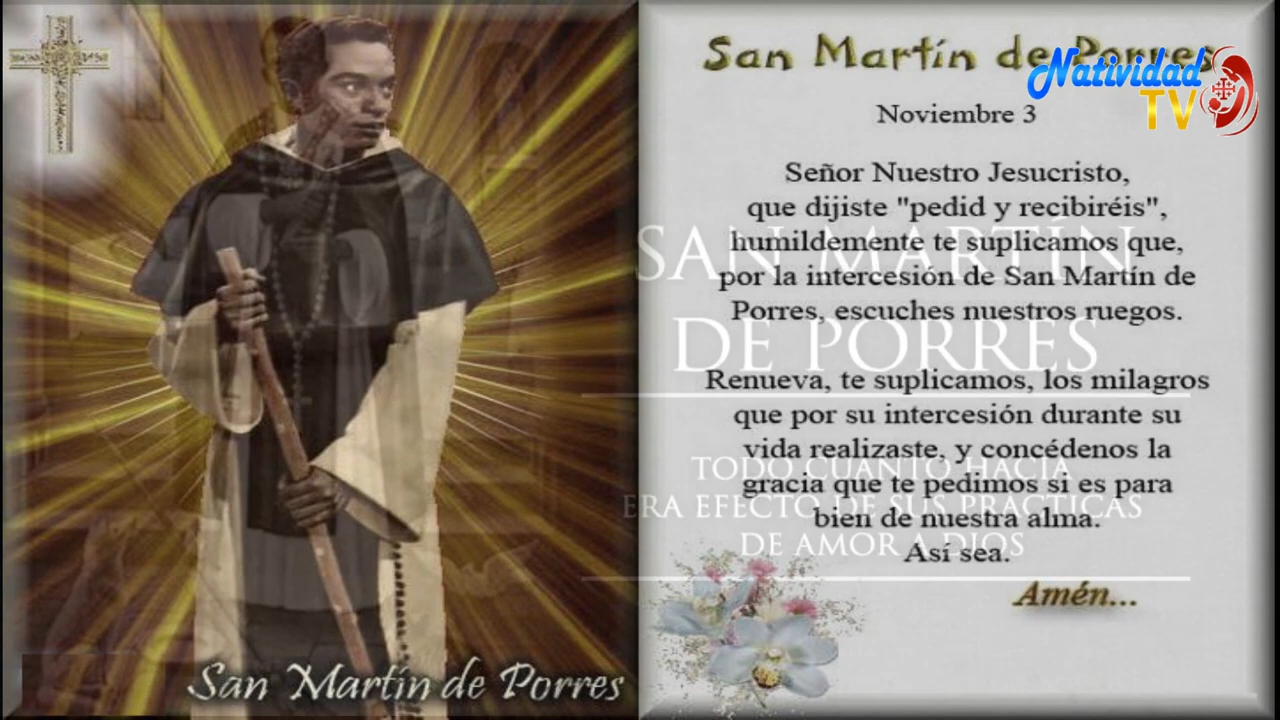 San Martín de Porres
Natividad
TV
Noviembre 3
Señor Nuestro Jesucristo,
que dijiste "pedid y recibiréis",
humildemente te suplicamos que,
por la intercesión de San Martín de
Porres, escuches nuestros ruegos.
Renueva, te suplicamos, los milagros
que por su intercesión durante su
vida realizaste, y concédenos la
gracia que te pedimos si es para
bien de nuestra alma.
Así sea.
Amén...
SAN MARTÍN
DE PORRES
TODO CUANTO HACÍA
ERA EFECTO DE SUS PRÁCTICAS
DE AMOR A DIOS
San Martín de Porres